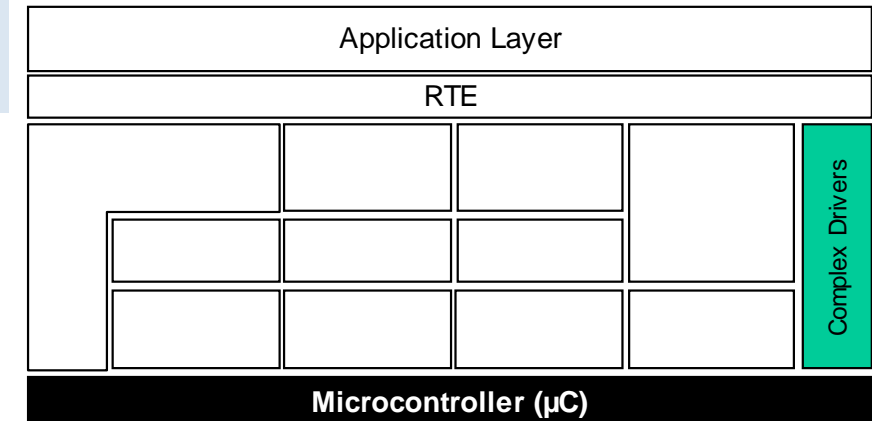 Application Layer
RTE
Complex Drivers
Microcontroller (µC)